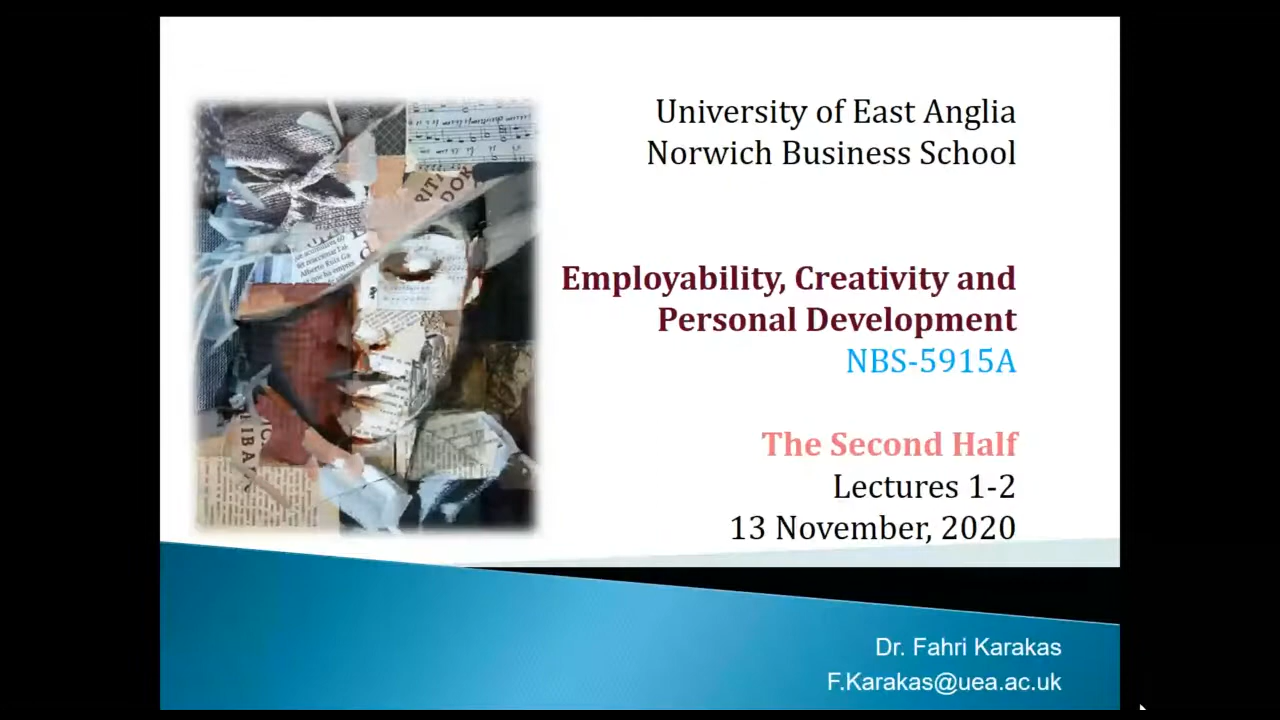 University of East Anglia
Norwich Business School
Employability, Creativity and
Personal Development
NBS-5915A
The Second Half
Lectures 1-2
13 November, 2020
Dr. Fahri Karakas
F.Karakas@uea.ac.uk